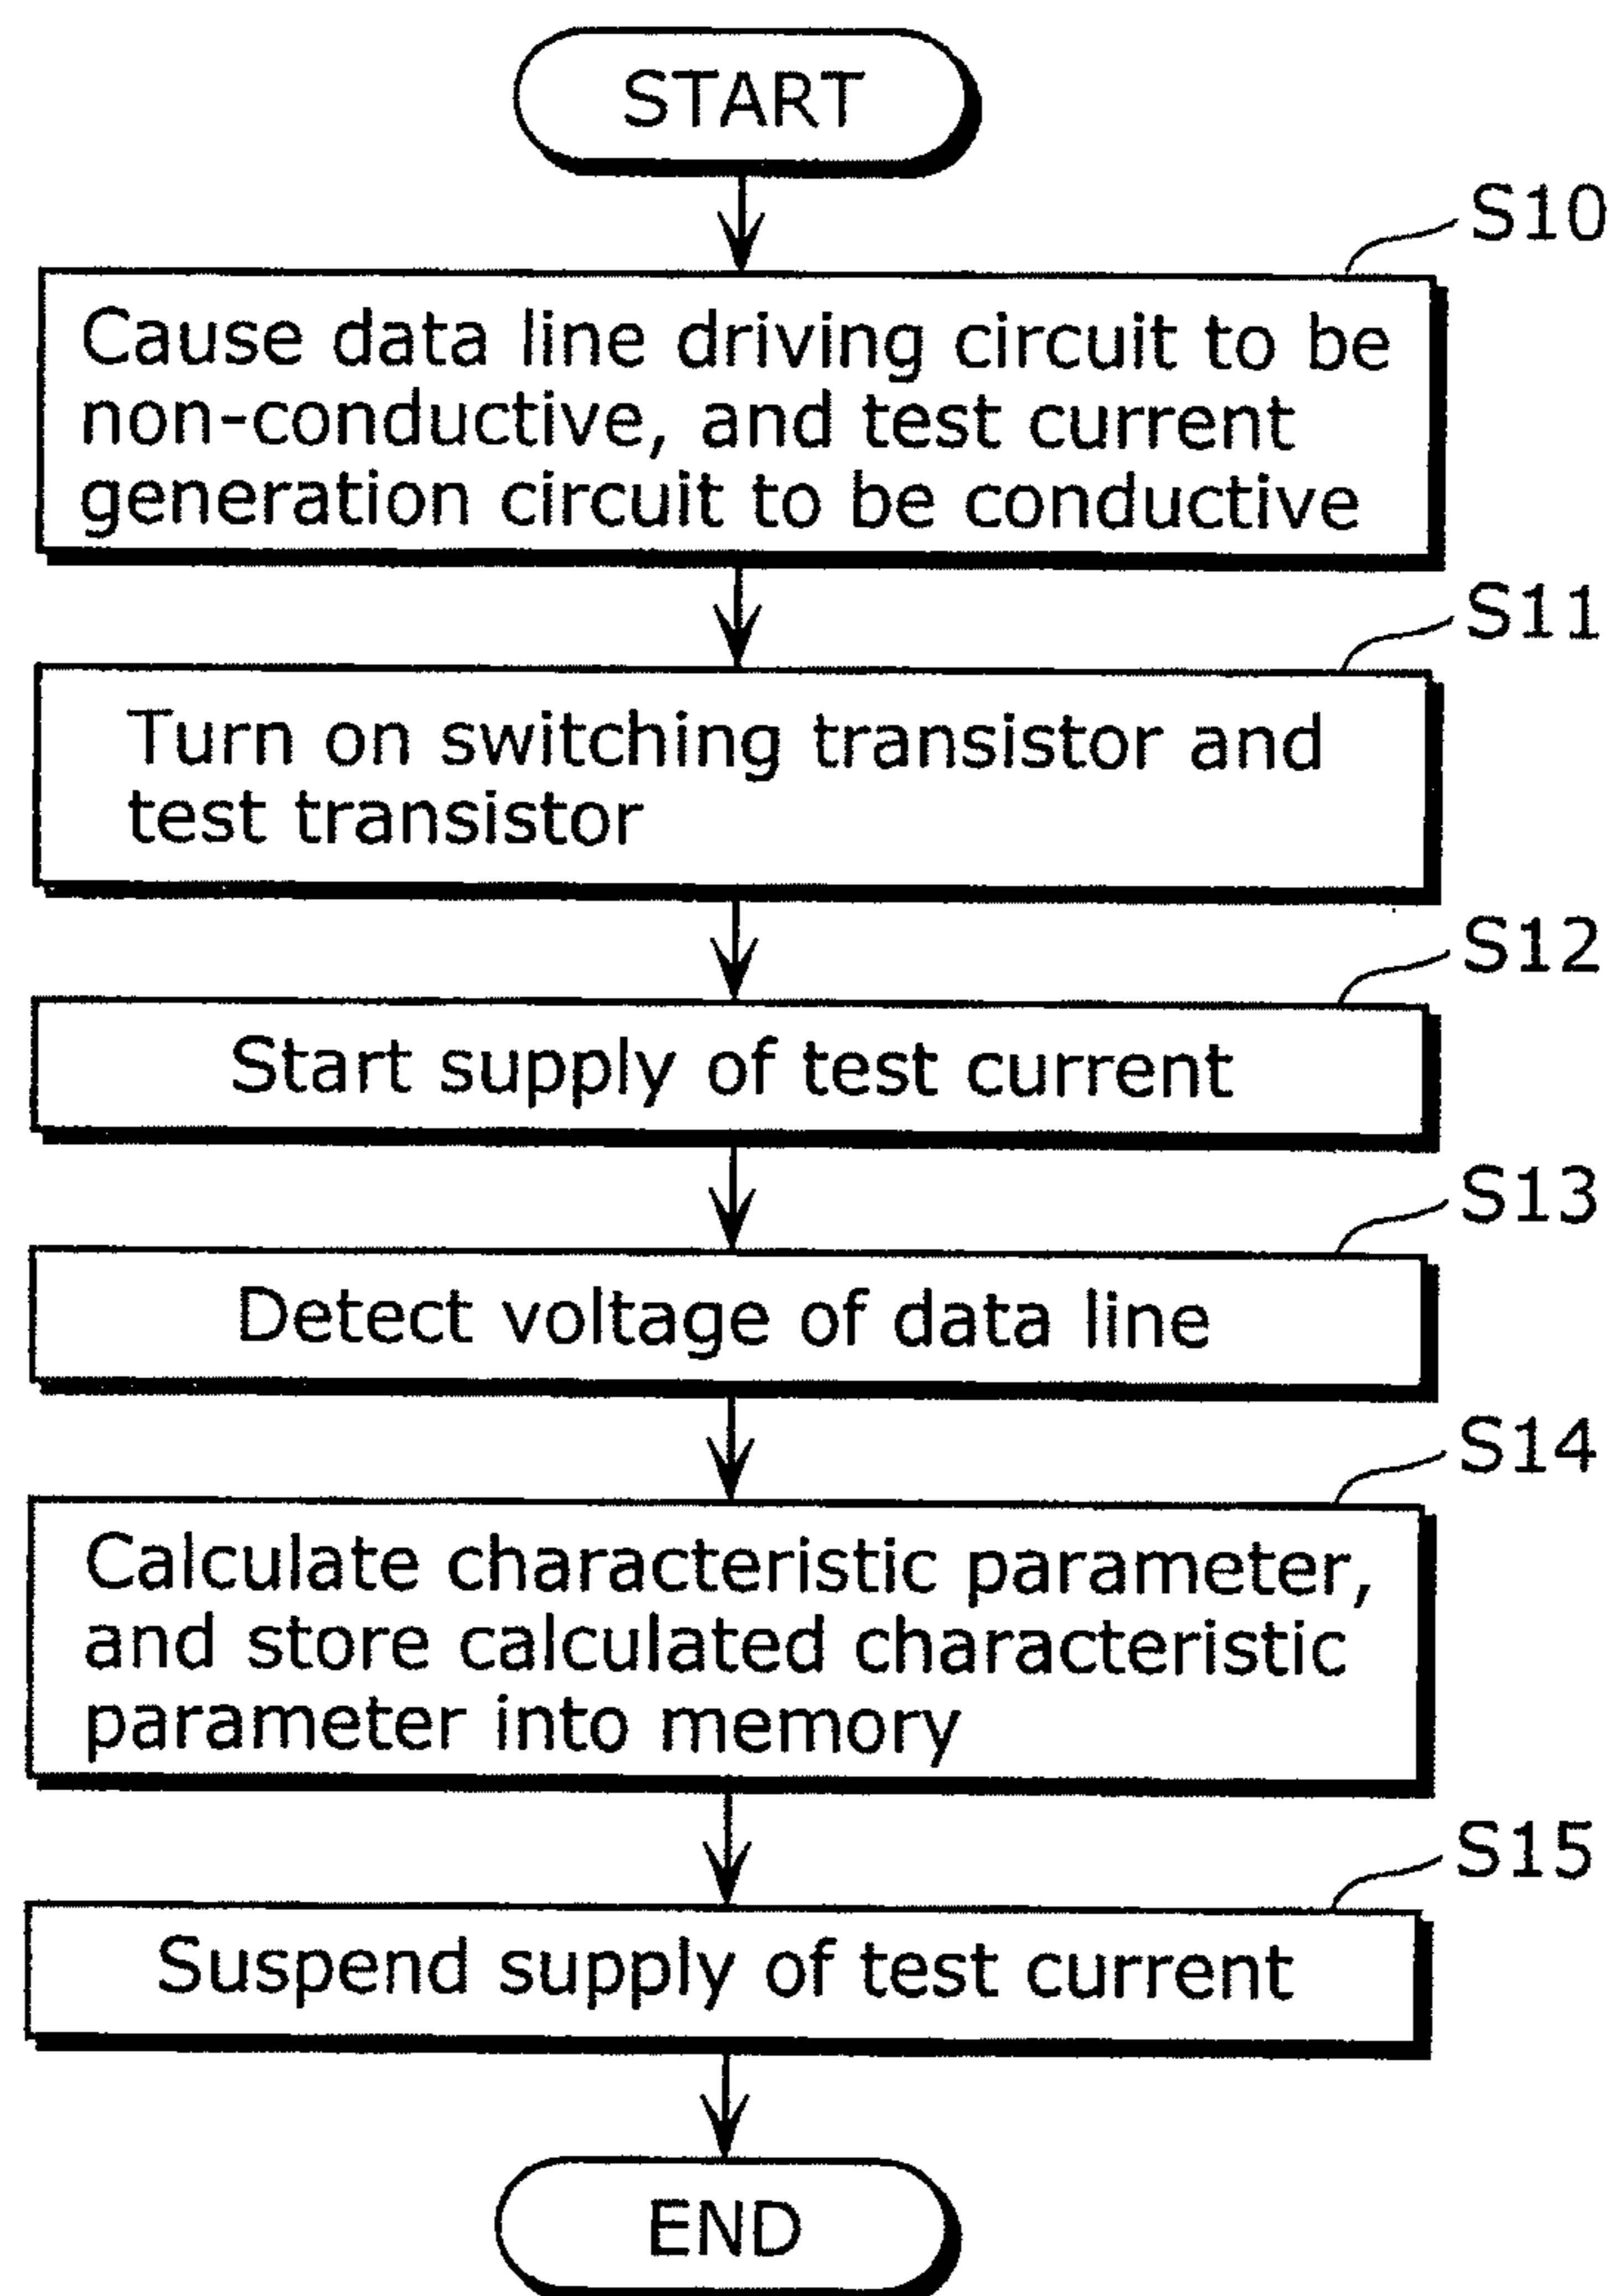 START
S10
Cause data line driving circuit to be
non-conductive, and test current
generation circuit to be conductive
S11
Turn on switching transistor and
test transistor
S12
Start supply of test current
S13
Detect voltage of data line
S14
Calculate characteristic parameter,
and store calculated characteristic
parameter into memory
S15
Suspend supply of test current
END